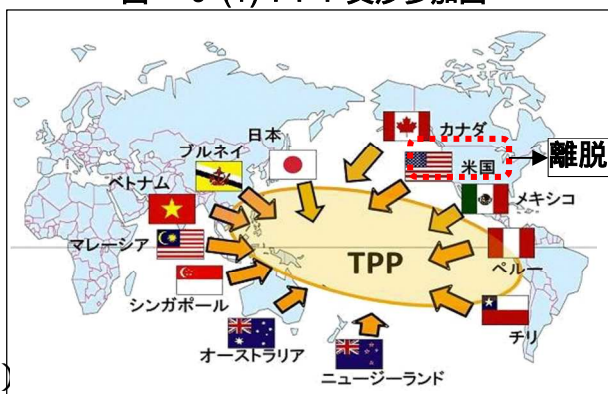 カナダ
日本
米国
離脱
ブルネイ
ベトナム
メキシコ
マレーシア
TPP
ペルー
シンガポール
チリ
オーストラリア
ニュージーランド
)